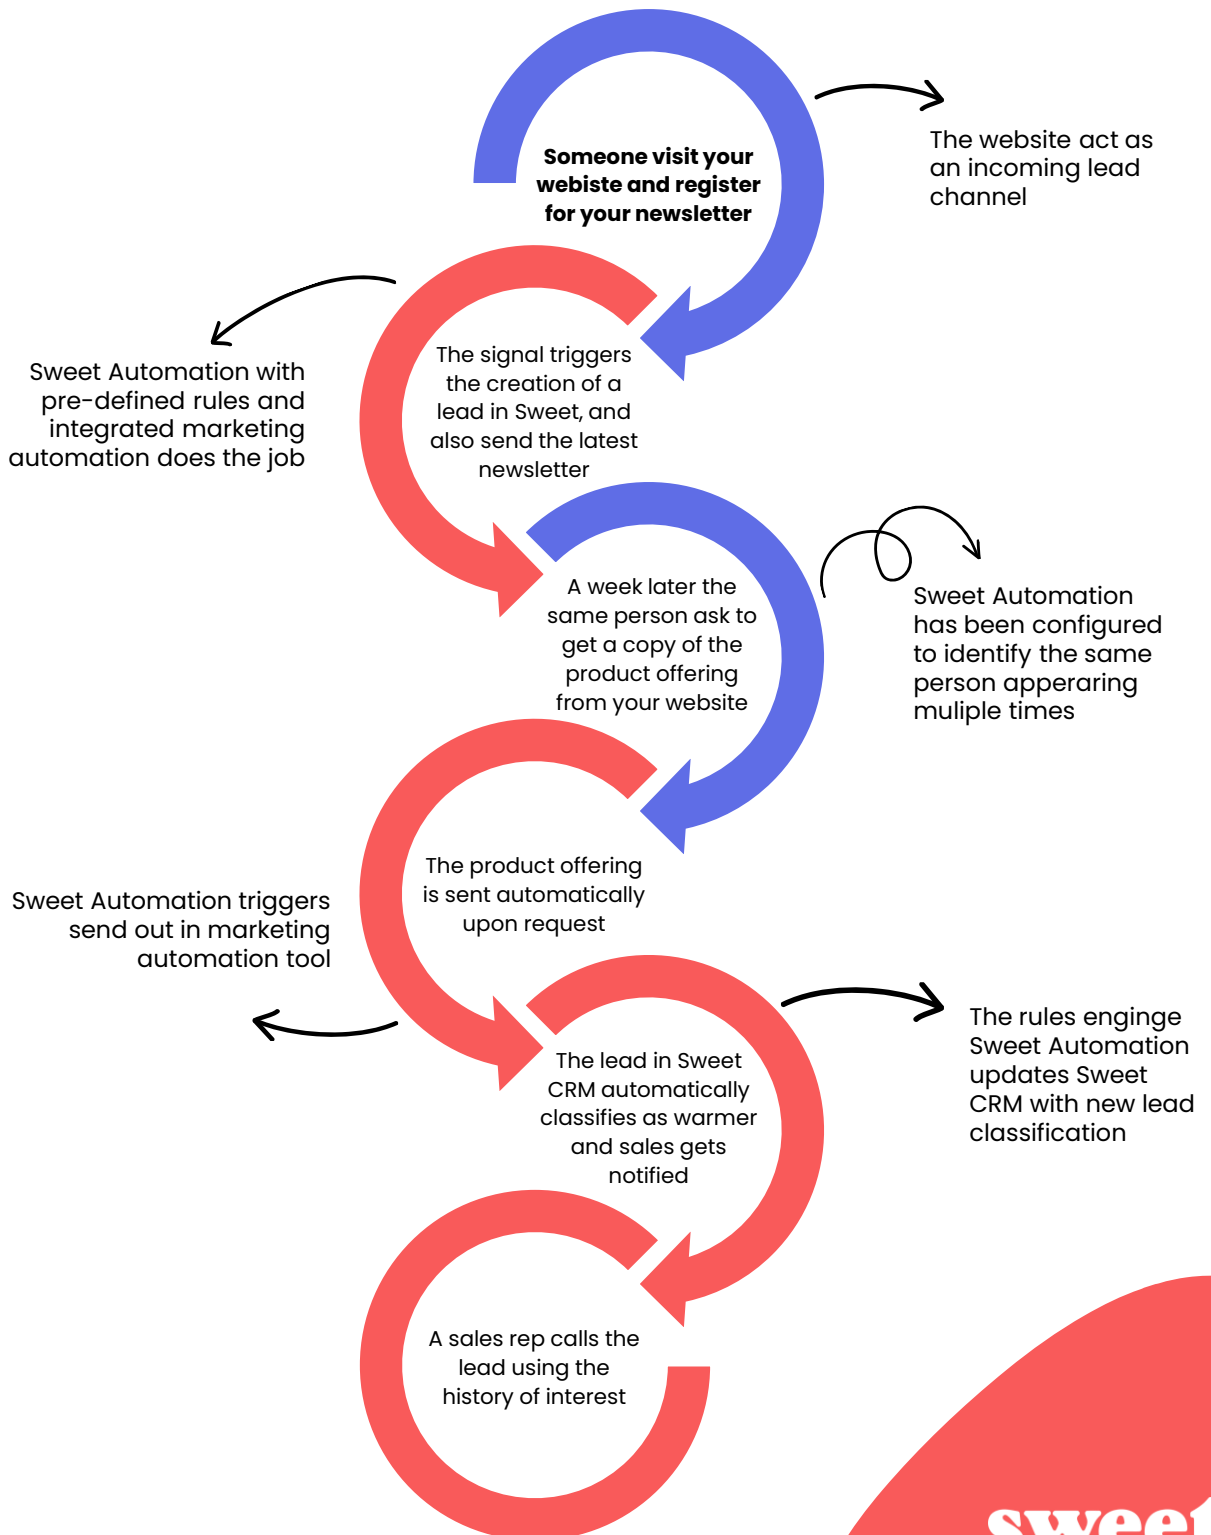 Someone visit your
webiste and register
for your newsletter
The website act as
an incoming lead
channel
The signal triggers
the creation of a
lead in Sweet, and
also send the latest
newsletter
Sweet Automation with
pre-defined rules and
integrated marketing
automation does the job
A week later the
same person ask to
get a copy of the
product offering
from your website
Sweet Automation
has been configured
to identify the same
person apperaring
muliple times
The product offering
is sent automatically
upon request
Sweet Automation triggers
send out in marketing
automation tool
The lead in Sweet
CRM automatically
classifies as warmer
and sales gets
notified
The rules enginge
Sweet Automation
updates Sweet
CRM with new lead
classification
A sales rep calls the
lead using the
history of interest
sweet